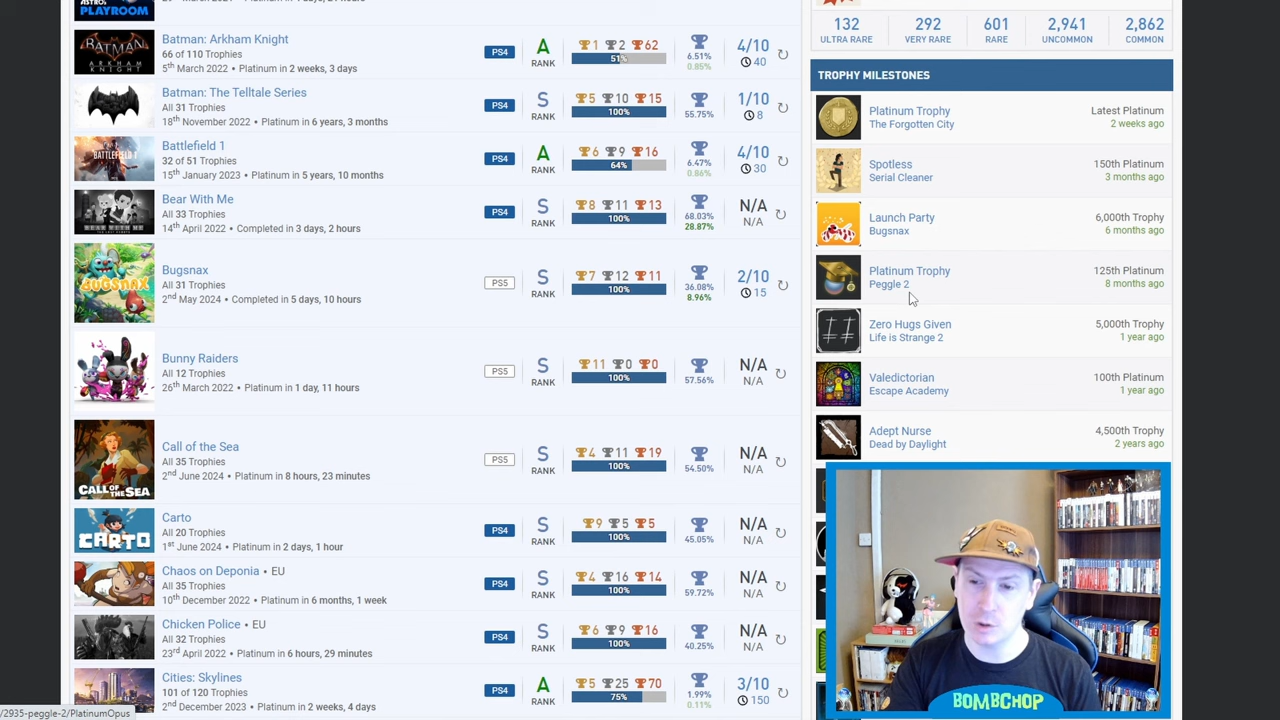 ASTRO's
PLAYROOM
Batman: Arkham Knight
66 of 110 Trophies
5th March 2022 • Platinum in 2 weeks, 3 days
PS4
A
RANK
1 2 62
51%
6.51%
0.85%
4/10
40
BATMAN
Batman: The Telltale Series
All 31 Trophies
18th November 2022 • Platinum in 6 years, 3 months
PS4
S
RANK
5 10 15
100%
55.75%
1/10
8
BATTLEFIELD 1
Battlefield 1
32 of 51 Trophies
15th January 2023 • Platinum in 5 years, 10 months
PS4
A
RANK
6 9 16
64%
6.47%
0.86%
4/10
30
BEAR WITH ME
Bear With Me
All 33 Trophies
14th April 2022 • Completed in 3 days, 2 hours
PS4
S
RANK
8 11 13
100%
68.03%
28.87%
N/A
N/A
BUGSNAX
Bugsnax
All 31 Trophies
2nd May 2024 • Completed in 5 days, 10 hours
PS5
S
RANK
7 12 11
100%
36.08%
8.96%
2/10
15
Bunny Raiders
All 12 Trophies
26th March 2022 • Platinum in 1 day, 11 hours
PS5
S
RANK
11 0 0
100%
57.56%
N/A
N/A
CALL OF THE SEA
Call of the Sea
All 35 Trophies
2nd June 2024 • Platinum in 8 hours, 23 minutes
PS5
S
RANK
4 11 19
100%
54.50%
N/A
N/A
CARTO
Carto
All 20 Trophies
1st June 2024 • Platinum in 2 days, 1 hour
PS4
S
RANK
9 5 5
100%
45.05%
N/A
N/A
Chaos on Deponia • EU
All 35 Trophies
10th December 2022 • Platinum in 6 months, 1 week
PS4
S
RANK
4 16 14
100%
59.72%
N/A
N/A
Chicken Police • EU
All 32 Trophies
23rd April 2022 • Platinum in 6 hours, 29 minutes
PS4
S
RANK
6 9 16
100%
40.25%
N/A
N/A
Cities: Skylines
101 of 120 Trophies
2nd December 2023 • Platinum in 2 weeks, 4 days
PS4
A
RANK
5 25 70
75%
1.99%
0.11%
3/10
150
/2935-peggle-2/PlatinumOpus
132 292 601 2,941 2,862
ULTRA RARE VERY RARE RARE UNCOMMON COMMON
TROPHY MILESTONES
Platinum Trophy Latest Platinum
The Forgotten City 2 weeks ago
Spotless 150th Platinum
Serial Cleaner 3 months ago
Launch Party 6,000th Trophy
Bugsnax 6 months ago
Platinum Trophy 125th Platinum
Peggle 2 8 months ago
Zero Hugs Given 5,000th Trophy
Life is Strange 2 1 year ago
Valedictorian 100th Platinum
Escape Academy 1 year ago
Adept Nurse 4,500th Trophy
Dead by Daylight 2 years ago
BOMBCHOP